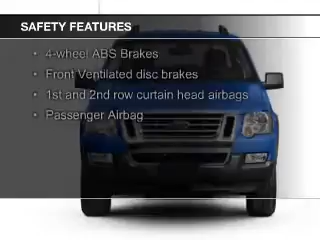 SAFETY FEATURES
• 4-wheel ABS Brakes
• Front Ventilated disc brakes
• 1st and 2nd row curtain head airbags
• Passenger Airbag